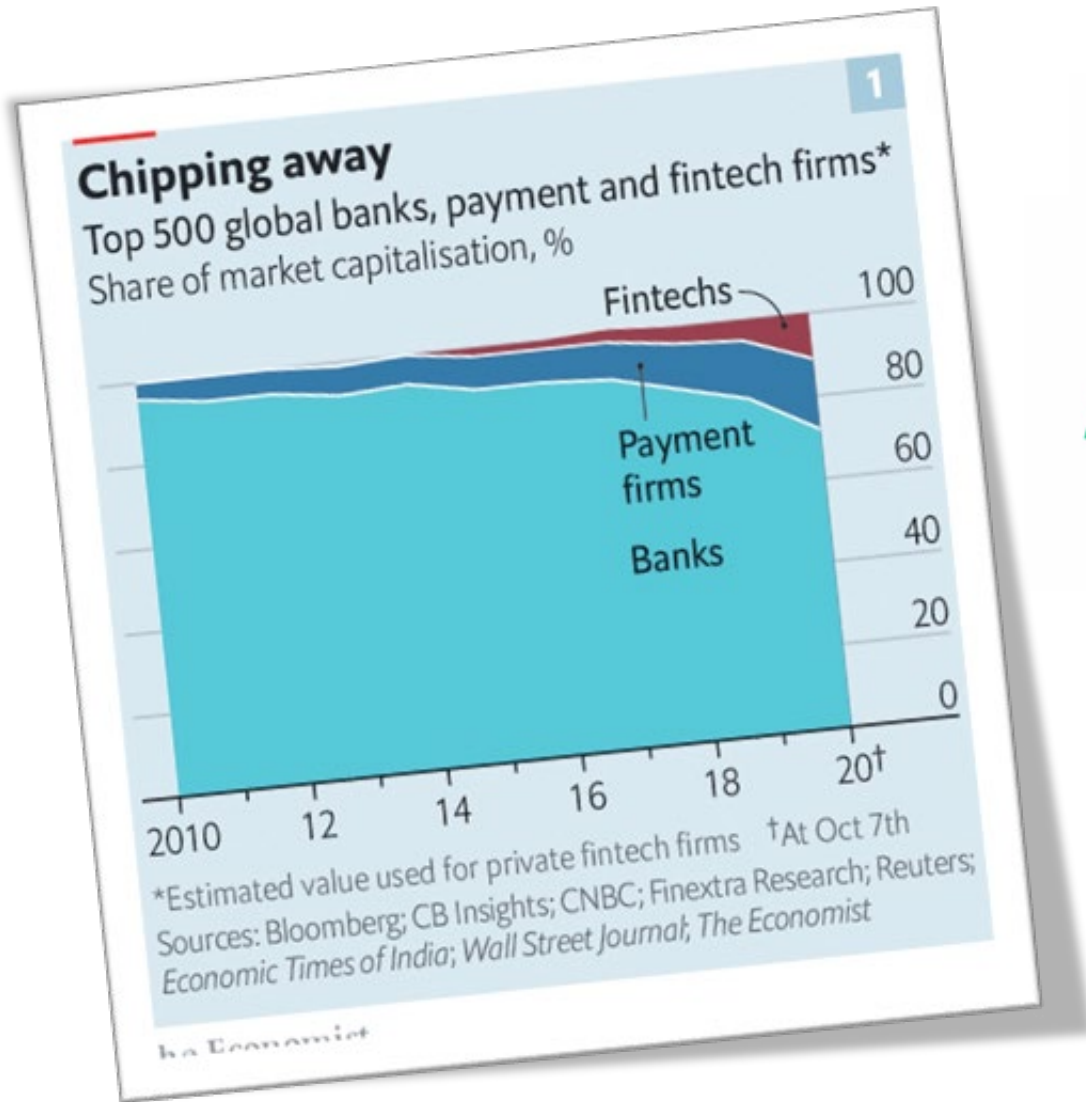 1
Chipping away
Top 500 global banks, payment and fintech firms*
Share of market capitalisation, %
Fintechs
100
80
Payment
firms
60
Banks
40
20
0
2010 12 14 16 18 20†
*Estimated value used for private fintech firms †At Oct 7th
Sources: Bloomberg; CB Insights; CNBC; Finextra Research; Reuters;
Economic Times of India; Wall Street Journal; The Economist